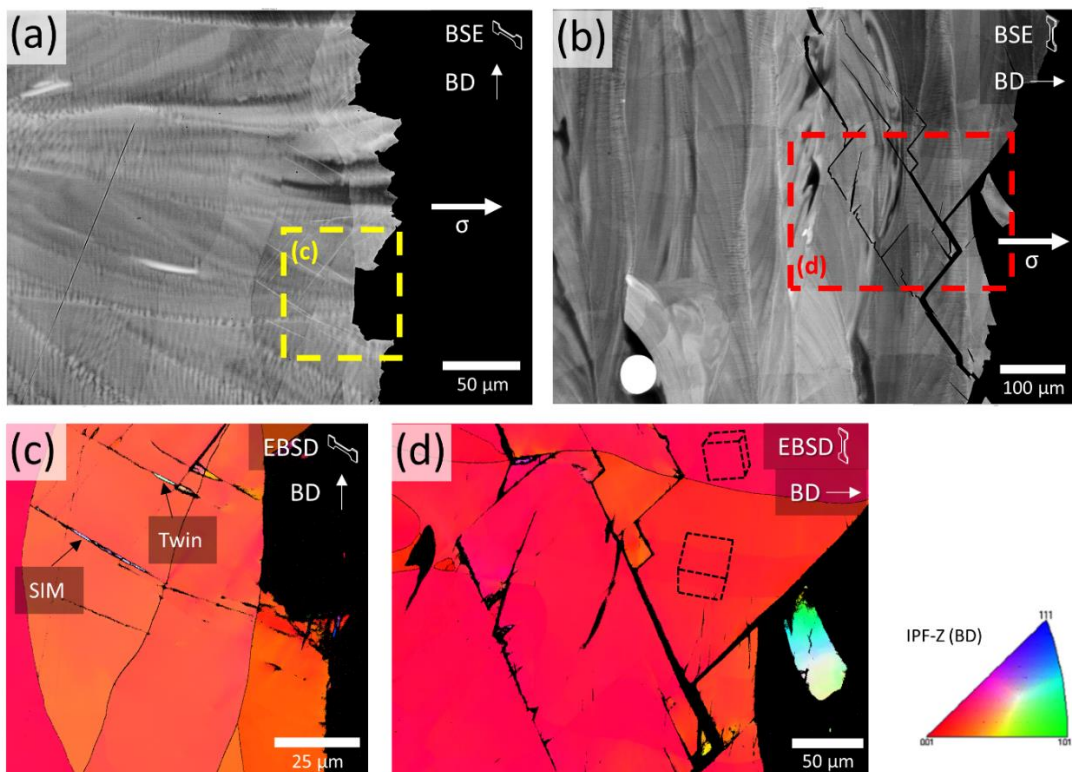 (a)
BSE
BD
σ
(c)
50 μm
(b)
BSE
BD
(d)
σ
100 μm
(c)
EBSD
BD
Twin
SIM
25 μm
(d)
EBSD
BD
50 μm
IPF-Z (BD)
111
001
101